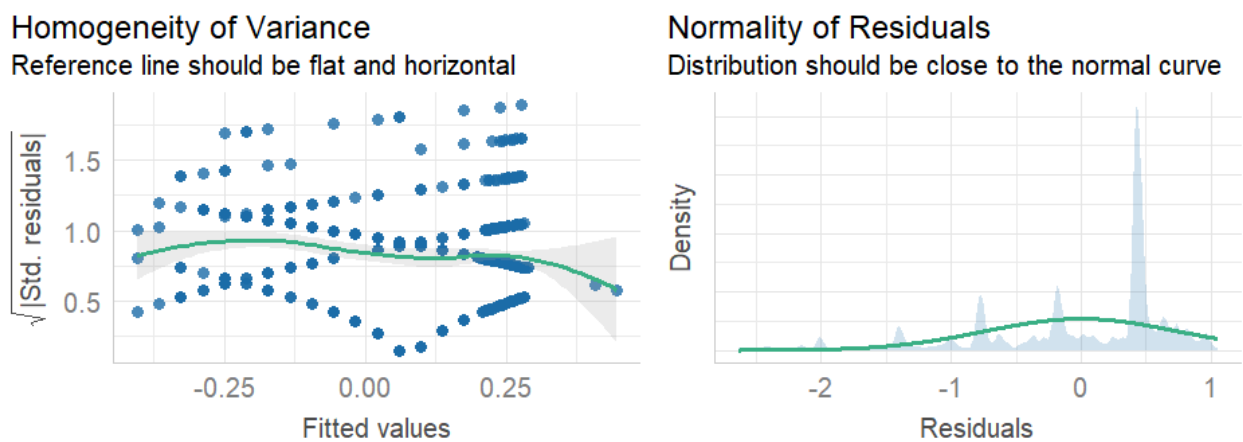 Homogeneity of Variance
Reference line should be flat and horizontal
√|Std. residuals|
1.5
1.0
0.5
-0.25
0.00
0.25
Fitted values
Normality of Residuals
Distribution should be close to the normal curve
Density
-2
-1
0
1
Residuals